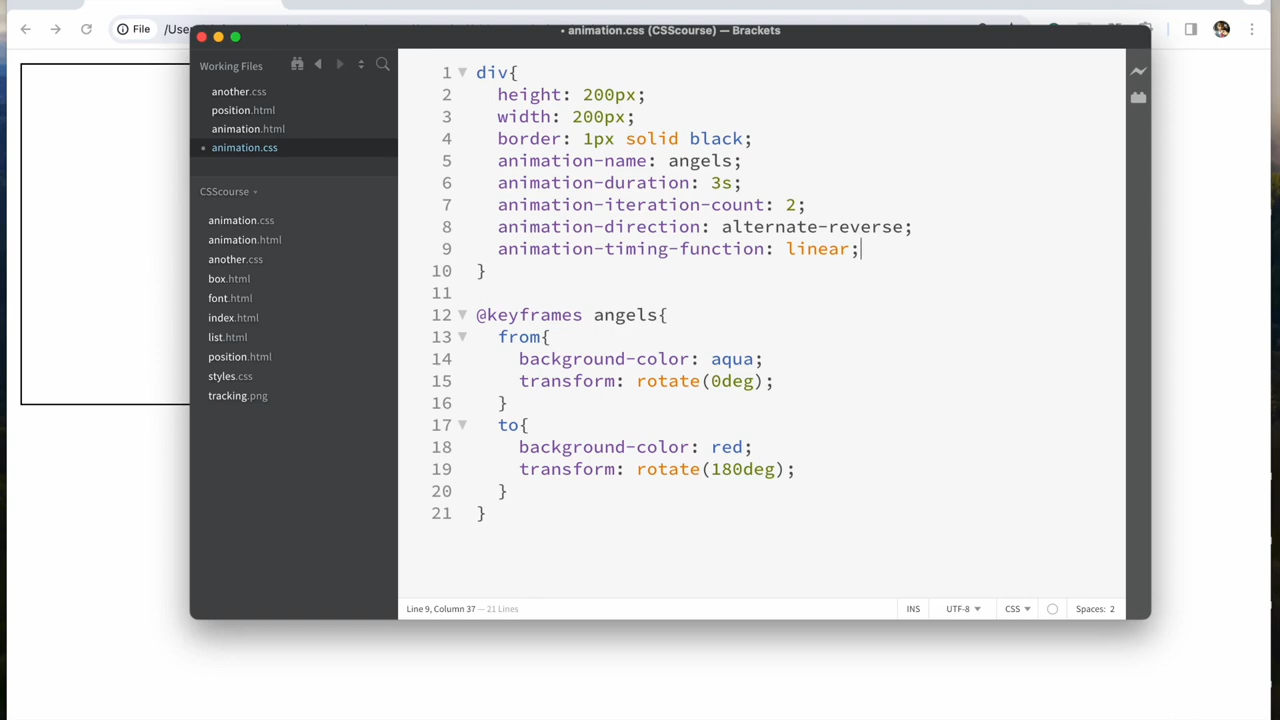 File
/User
• animation.css (CSScourse) — Brackets
Working Files
another.css
position.html
animation.html
• animation.css
CSScourse
animation.css
animation.html
another.css
box.html
font.html
index.html
list.html
position.html
styles.css
tracking.png
1 div{
2 height: 200px;
3 width: 200px;
4 border: 1px solid black;
5 animation-name: angels;
6 animation-duration: 3s;
7 animation-iteration-count: 2;
8 animation-direction: alternate-reverse;
9 animation-timing-function: linear;
10 }
11
12 @keyframes angels{
13 from{
14 background-color: aqua;
15 transform: rotate(0deg);
16 }
17 to{
18 background-color: red;
19 transform: rotate(180deg);
20 }
21 }
Line 9, Column 37 — 21 Lines
INS UTF-8 CSS Spaces: 2